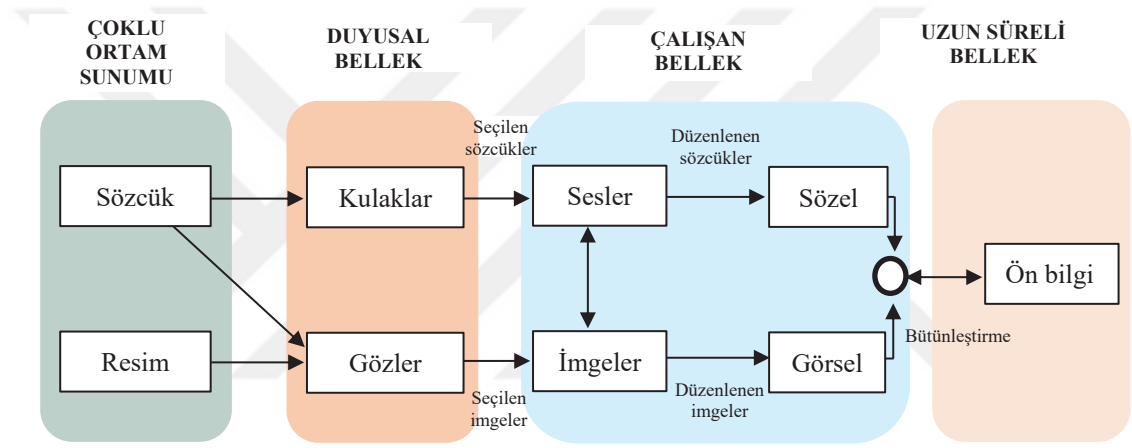 ÇOKLU
ORTAM
SUNUMU
DUYUSAL
BELLEK
ÇALIŞAN
BELLEK
UZUN SÜRELİ
BELLEK
Seçilen
sözcükler
Düzenlenen
sözcükler
Sözcük
Kulaklar
Sesler
Sözel
Ön bilgi
Bütünleştirme
Resim
Gözler
İmgeler
Görsel
Seçilen
imgeler
Düzenlenen
imgeler